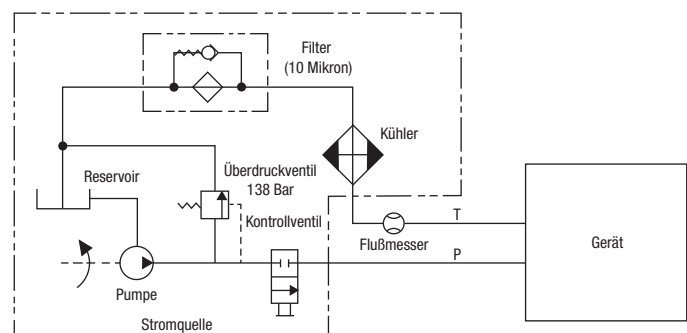 Filter
(10 Mikron)
Kühler
Reservoir
Überdruckventil
138 Bar
Kontrollventil
T
Flußmesser
Gerät
P
Pumpe
Stromquelle